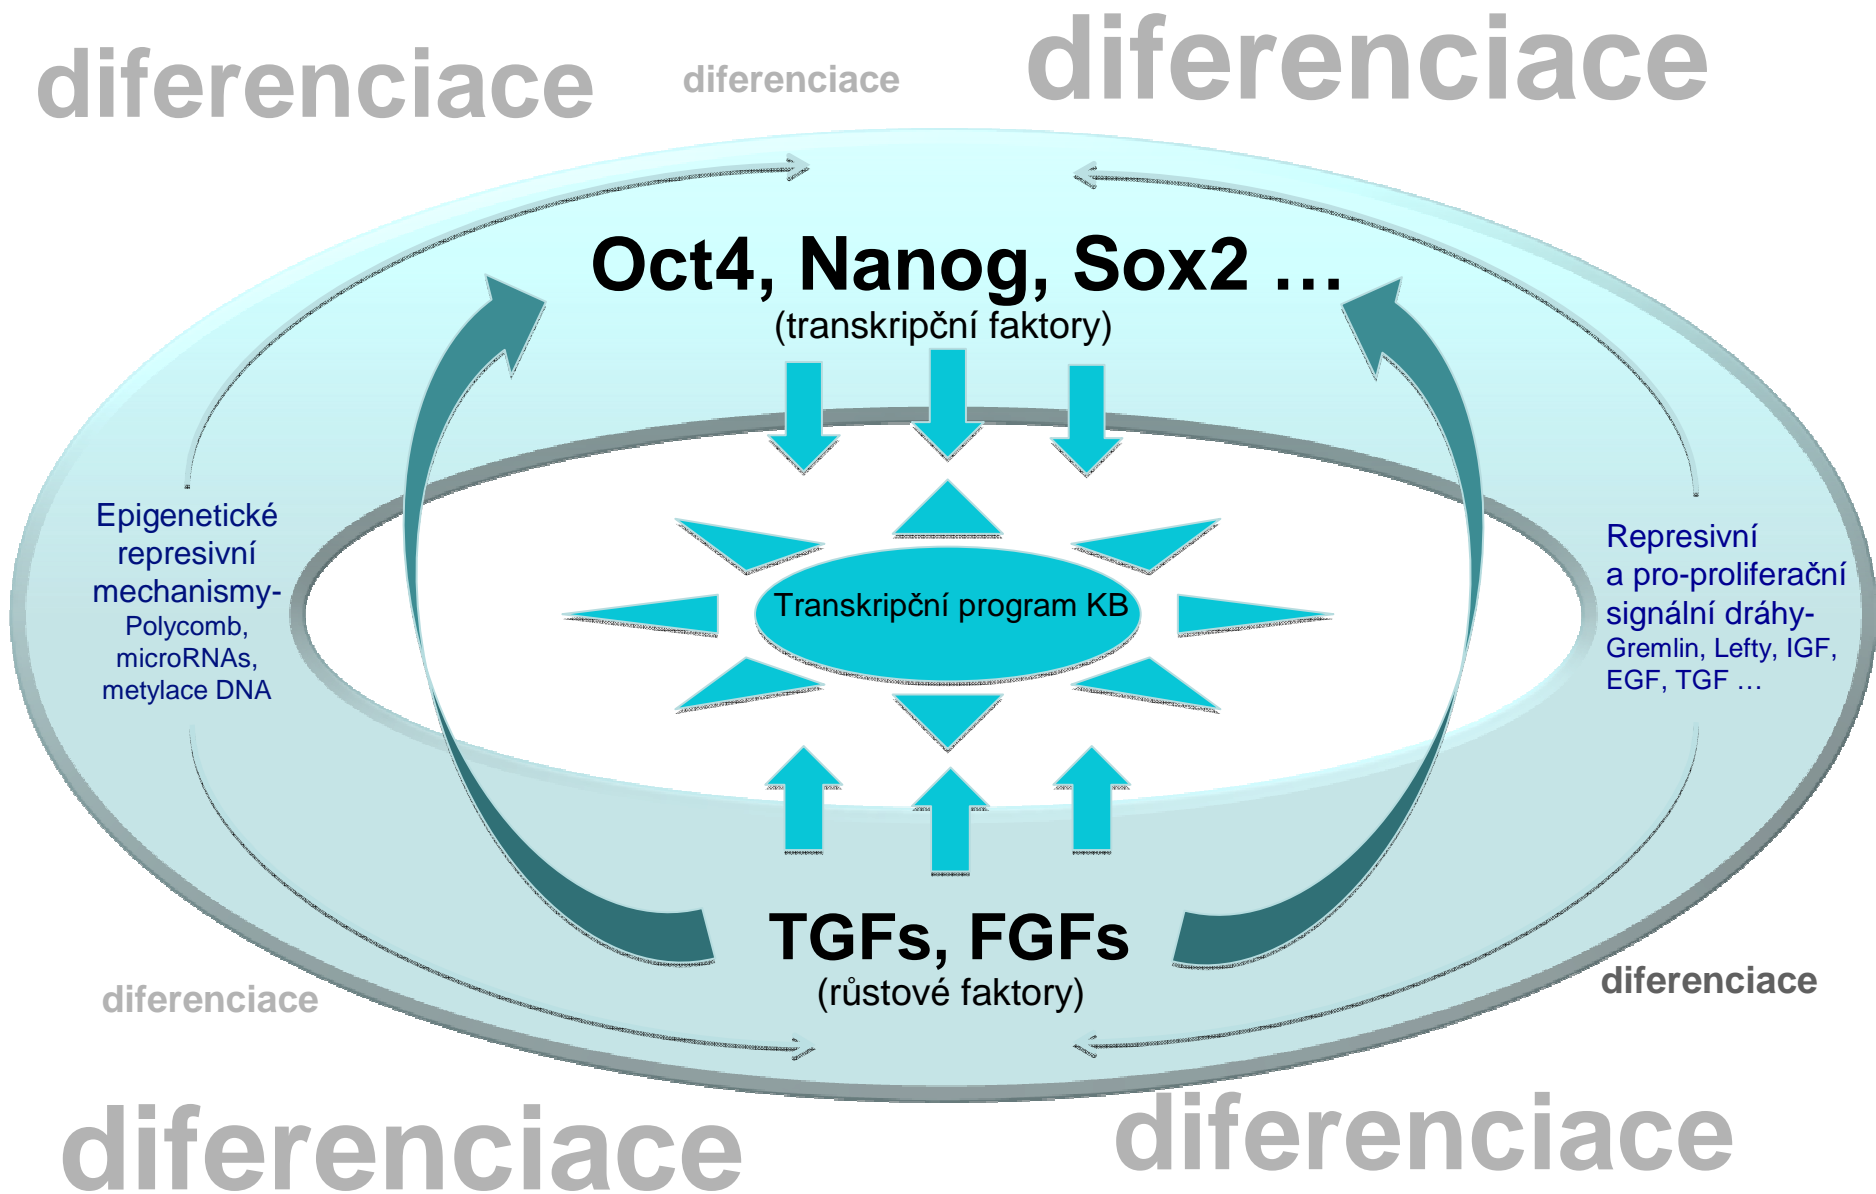 diferenciace
diferenciace
diferenciace
Oct4, Nanog, Sox2 …
(transkripční faktory)
Epigenetické
represivní
mechanismy-
Polycomb,
microRNAs,
metylace DNA
Transkripční program KB
Represivní
a pro-proliferační
signální dráhy-
Gremlin, Lefty, IGF,
EGF, TGF …
TGFs, FGFs
(růstové faktory)
diferenciace
diferenciace
diferenciace
diferenciace